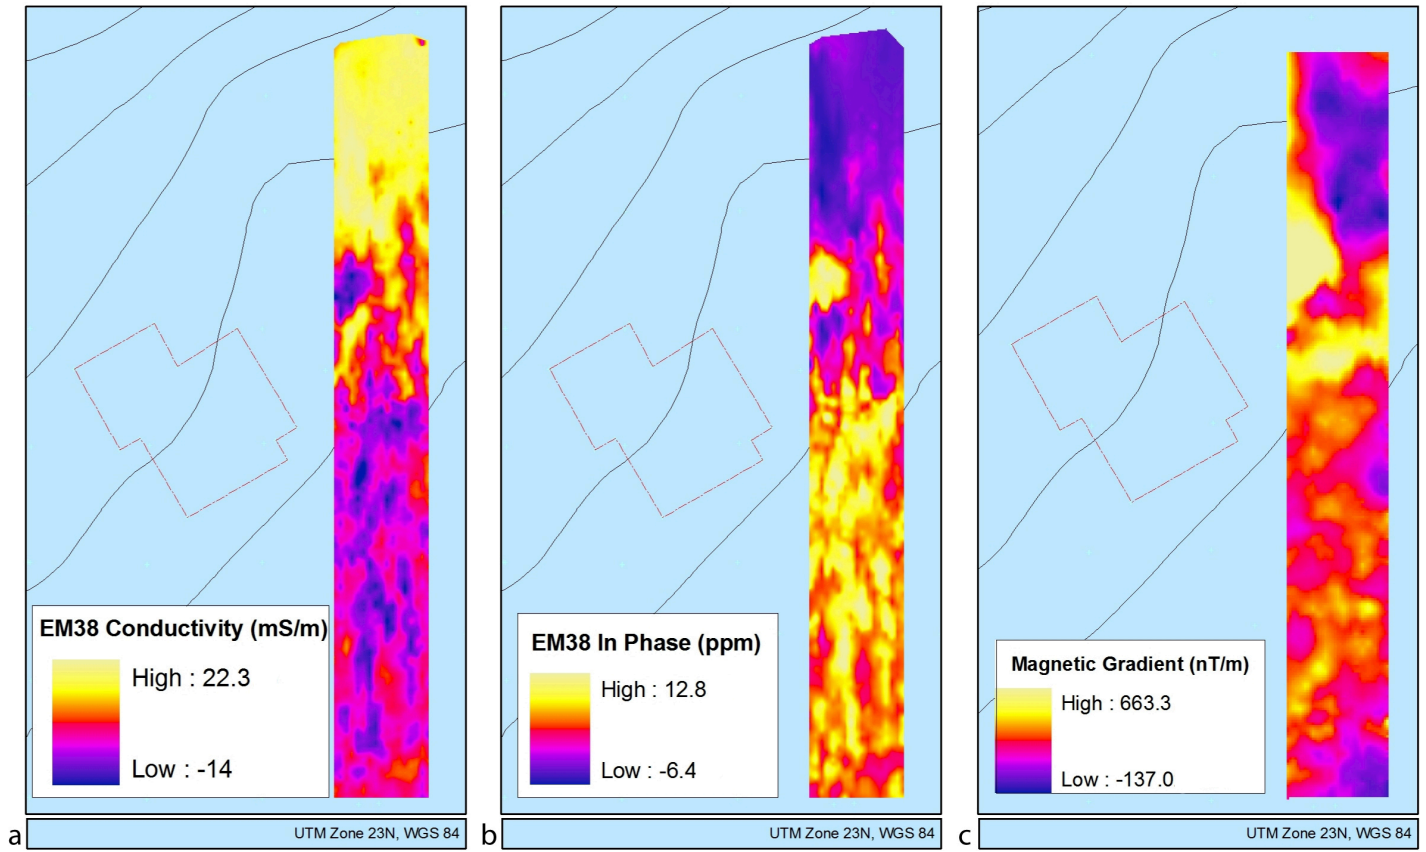 EM38 Conductivity (mS/m)
High : 22.3
Low : -14
a
UTM Zone 23N, WGS 84
EM38 In Phase (ppm)
High : 12.8
Low : -6.4
b
UTM Zone 23N, WGS 84
Magnetic Gradient (nT/m)
High : 663.3
Low : -137.0
c
UTM Zone 23N, WGS 84